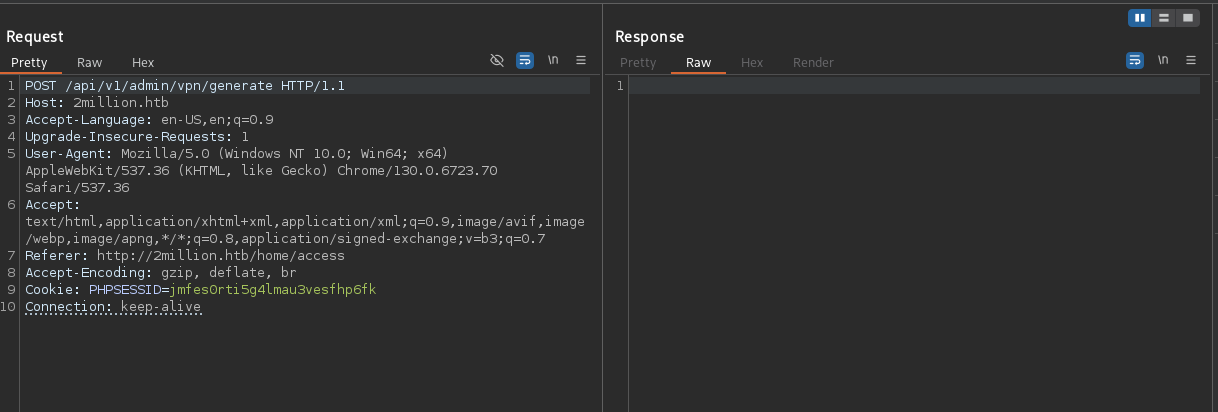 Request
Pretty Raw Hex
\n
1 POST /api/v1/admin/vpn/generate HTTP/1.1
2 Host: 2million.htb
3 Accept-Language: en-US,en;q=0.9
4 Upgrade-Insecure-Requests: 1
5 User-Agent: Mozilla/5.0 (Windows NT 10.0; Win64; x64)
AppleWebKit/537.36 (KHTML, like Gecko) Chrome/130.0.6723.70
Safari/537.36
6 Accept:
text/html,application/xhtml+xml,application/xml;q=0.9,image/avif,image
/webp,image/apng,*/*;q=0.8,application/signed-exchange;v=b3;q=0.7
7 Referer: http://2million.htb/home/access
8 Accept-Encoding: gzip, deflate, br
9 Cookie: PHPSESSID=jmfes0rti5g4lmau3vesfhp6fk
10 Connection: keep-alive
Response
Pretty Raw Hex Render
\n
1